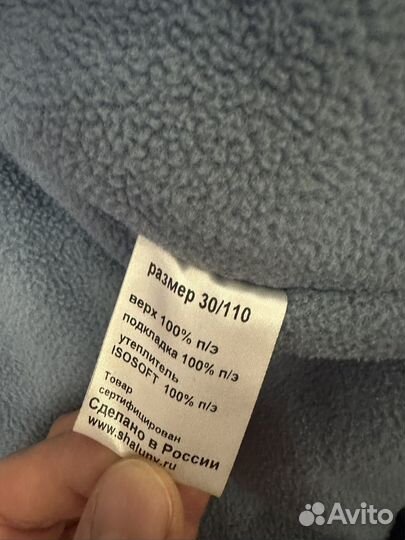 размер 30/110
верх 100% п/э
подкладка 100% п/э
утеплитель
ISOSOFT 100% п/э
Товар
сертифицирован
Сделано в России
www.shaluny.ru
Avito